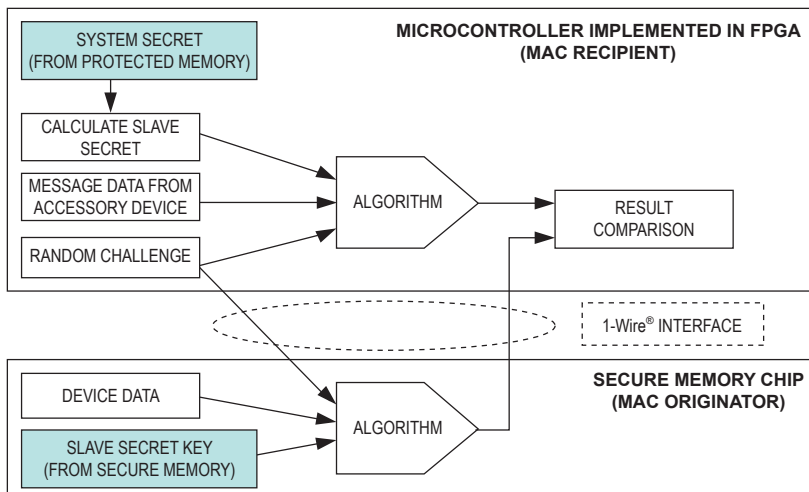 SYSTEM SECRET
(FROM PROTECTED MEMORY)
MICROCONTROLLER IMPLEMENTED IN FPGA
(MAC RECIPIENT)
CALCULATE SLAVE
SECRET
MESSAGE DATA FROM
ACCESSORY DEVICE
RANDOM CHALLENGE
ALGORITHM
RESULT
COMPARISON
1-Wire® INTERFACE
SECURE MEMORY CHIP
(MAC ORIGINATOR)
DEVICE DATA
SLAVE SECRET KEY
(FROM SECURE MEMORY)
ALGORITHM